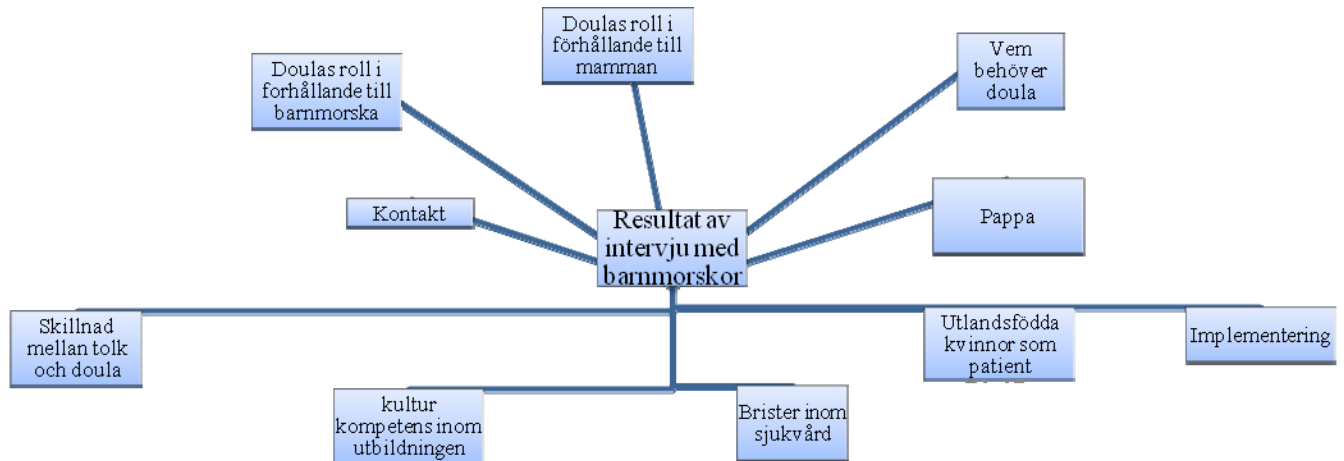 Doulas roll i
förhållande till
mamman
Vem
behöver
doula
Doulas roll i
forhållande till
barnmorska
Kontakt
Pappa
Resultat av
intervju med
barnmorskor
Skillnad
mellan tolk
och doula
Utlandsfödda
kvinnor som
patient
Implementering
kultur
kompetens inom
utbildningen
Brister inom
sjukvård